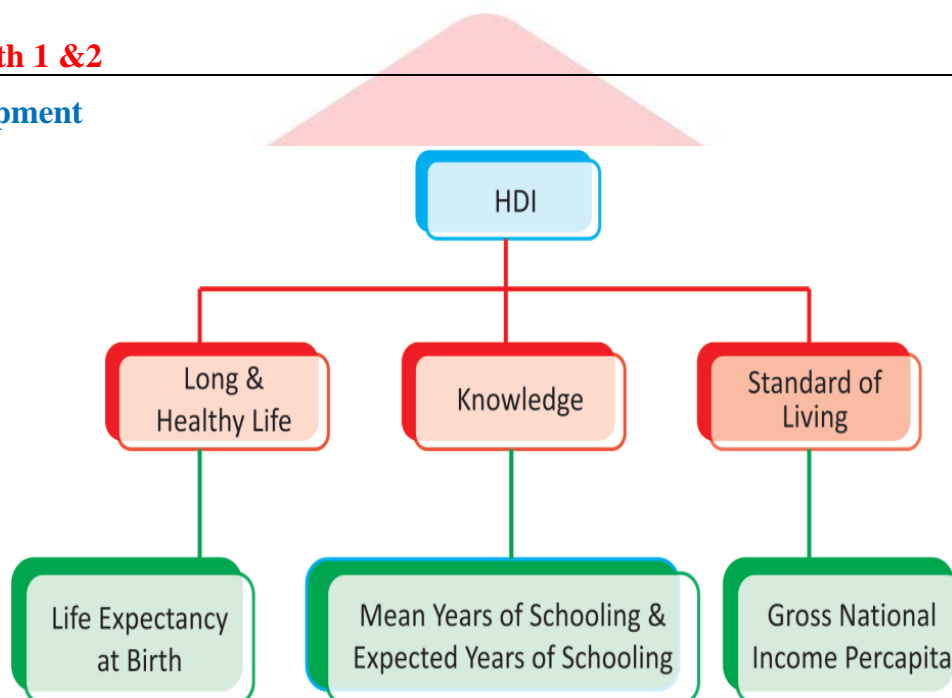 th 1 &2
pment
HDI
Long &
Healthy Life
Knowledge
Standard of
Living
Life Expectancy
at Birth
Mean Years of Schooling &
Expected Years of Schooling
Gross National
Income Percapita